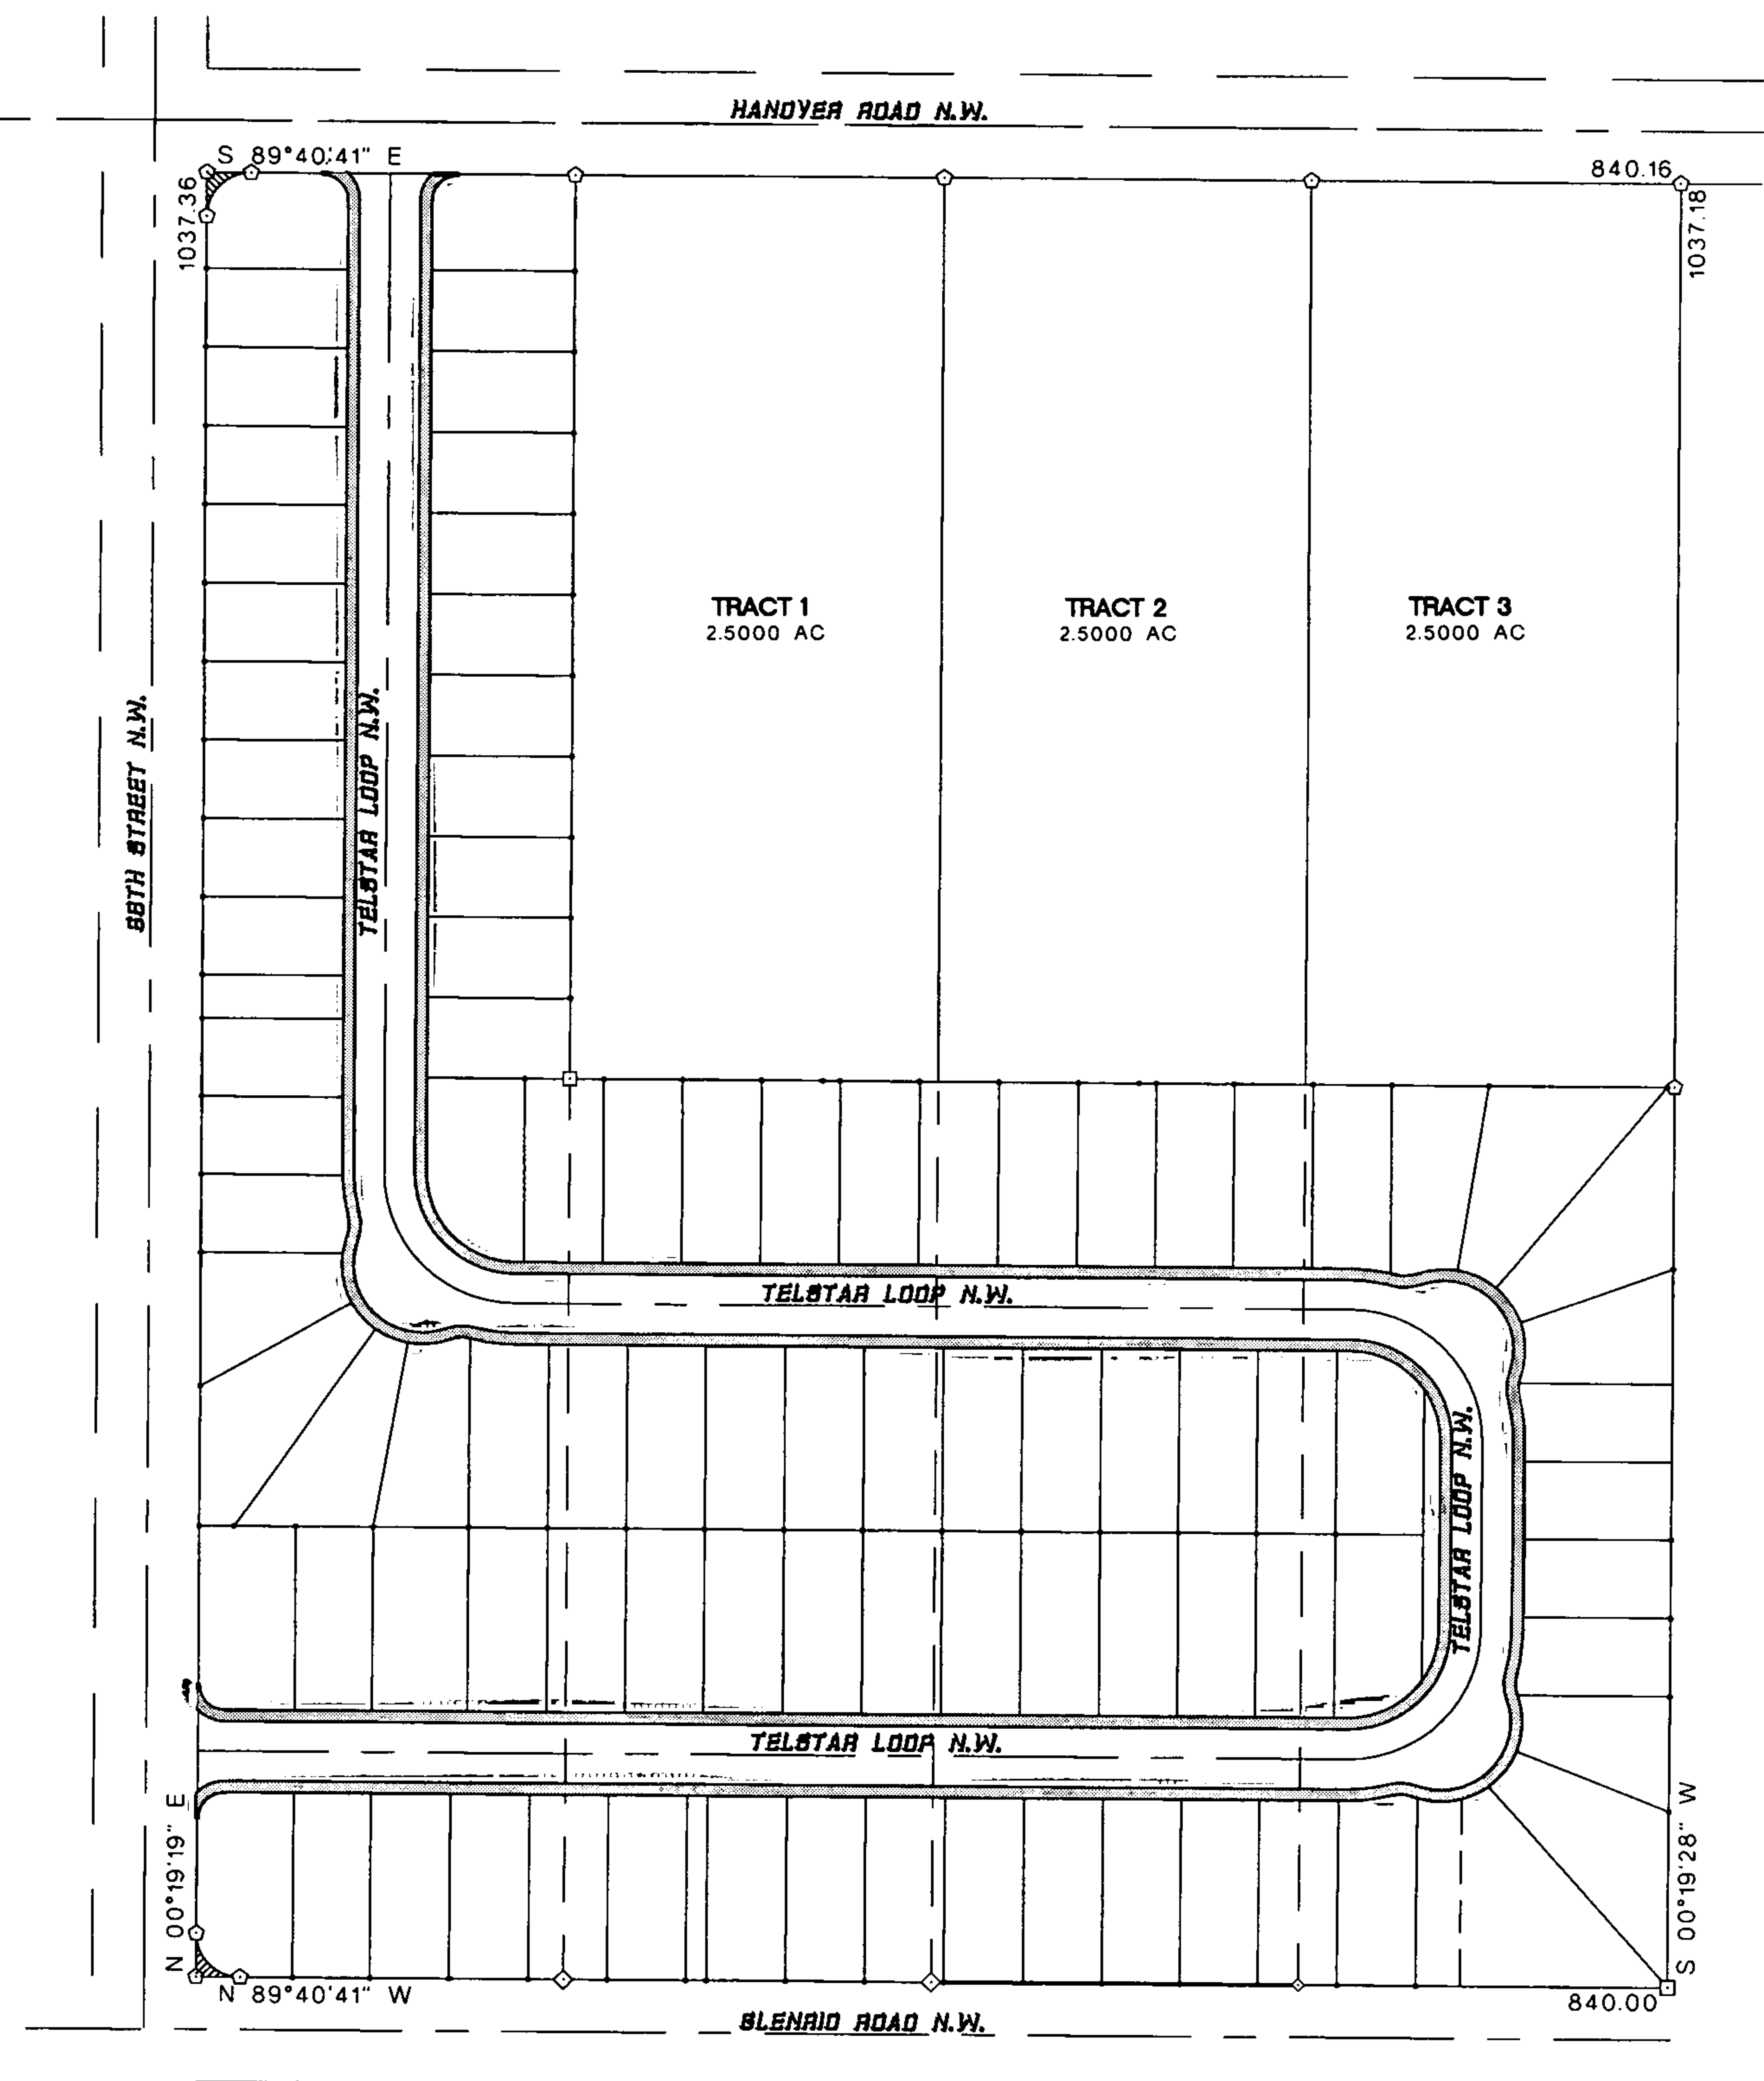 HANOVER ROAD N.W.
S 89°40'41" E
840.16
1037.36
1037.18
TRACT 1
2.5000 AC
TRACT 2
2.5000 AC
TRACT 3
2.5000 AC
88TH STREET N.W.
TELSTAR LOOP N.W.
TELSTAR LOOP N.W.
TELSTAR LOOP N.W.
TELSTAR LOOP N.W.
N 00°19'19" E
S 00°19'28" W
N 89°40'41" W
840.00
GLENRIO ROAD N.W.